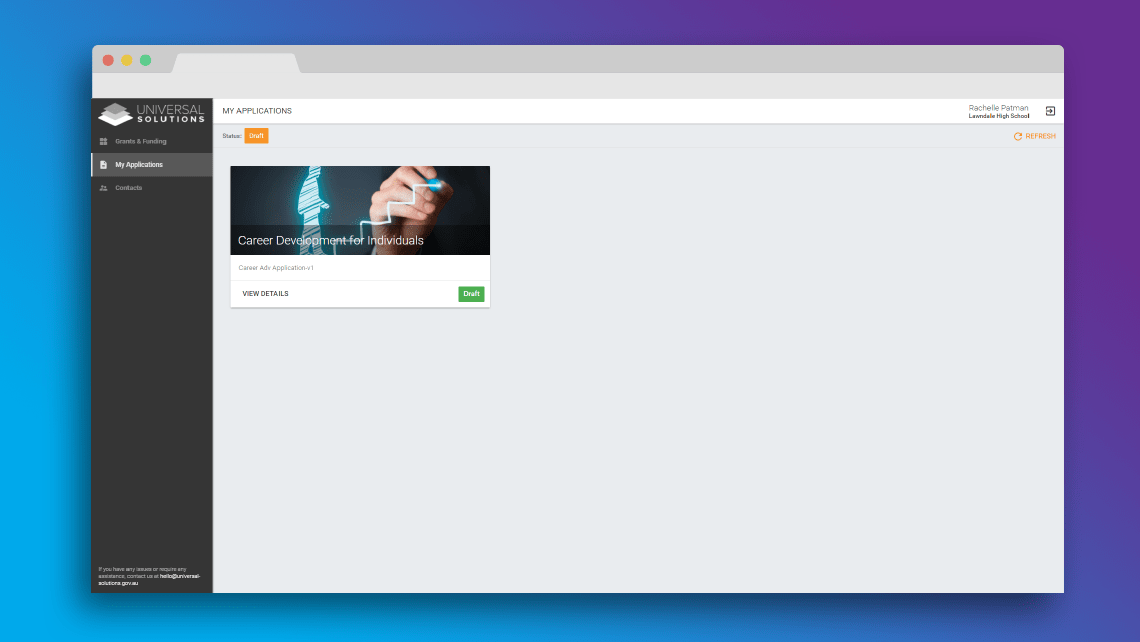 UNIVERSAL
SOLUTIONS
MY APPLICATIONS
Rachelle Patman
Lawndale High School
Status:
Draft
REFRESH
Grants & Funding
My Applications
Contacts
Career Development for Individuals
Career Adv Application-v1
VIEW DETAILS
Draft
If you have any issues or require any
assistance, contact us at hello@universal-
solutions.gov.au